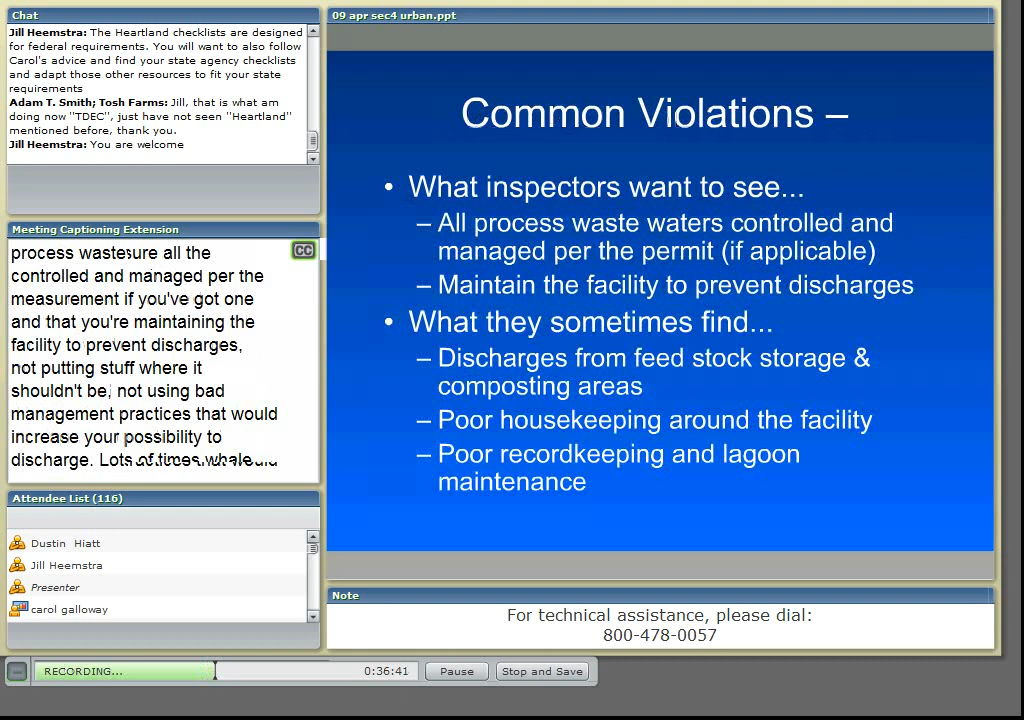 Chat
Jill Heemstra: The Heartland checklists are designed
for federal requirements. You will want to also follow
Carol's advice and find your state agency checklists
and adapt those other resources to fit your state
requirements
Adam T. Smith; Tosh Farms: Jill, that is what am
doing now "TDEC", just have not seen "Heartland"
mentioned before, thank you.
Jill Heemstra: You are welcome
Meeting Captioning Extension
CC
process wastesure all the
controlled and managed per the
measurement if you've got one
and that you're maintaining the
facility to prevent discharges,
not putting stuff where it
shouldn't be, not using bad
management practices that would
increase your possibility to
discharge. Lots of times
Attendee List (116)
Dustin Hiatt
Jill Heemstra
Presenter
carol galloway
09 apr sec4 urban.ppt
Common Violations –
• What inspectors want to see...
– All process waste waters controlled and
managed per the permit (if applicable)
– Maintain the facility to prevent discharges
• What they sometimes find...
– Discharges from feed stock storage &
composting areas
– Poor housekeeping around the facility
– Poor recordkeeping and lagoon
maintenance
Note
For technical assistance, please dial:
800-478-0057
RECORDING... 0:36:41 Pause Stop and Save